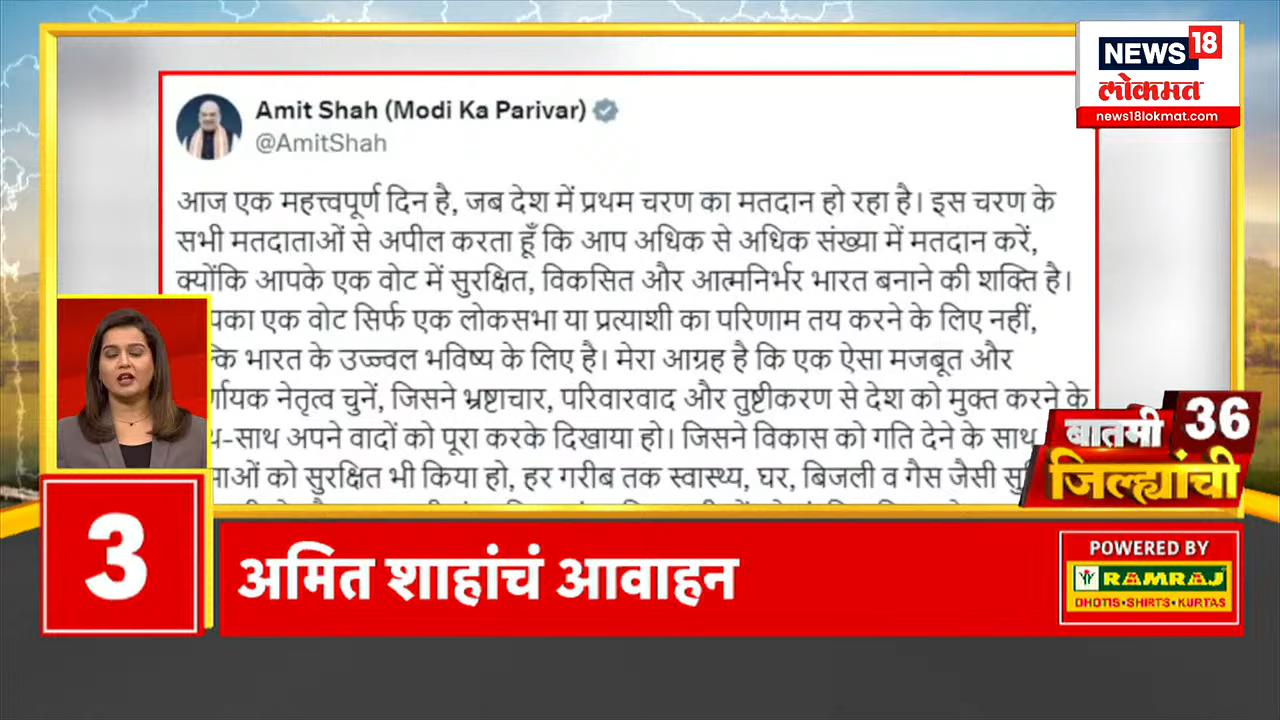 NEWS 18
लोकमत
news18lokmat.com
Amit Shah (Modi Ka Parivar)
@AmitShah
आज एक महत्त्वपूर्ण दिन है, जब देश में प्रथम चरण का मतदान हो रहा है। इस चरण के
सभी मतदाताओं से अपील करता हूँ कि आप अधिक से अधिक संख्या में मतदान करें,
क्योंकि आपके एक वोट में सुरक्षित, विकसित और आत्मनिर्भर भारत बनाने की शक्ति है।
एक वोट सिर्फ एक लोकसभा या प्रत्याशी का परिणाम तय करने के लिए नहीं,
भारत के उज्ज्वल भविष्य के लिए है। मेरा आग्रह है कि एक ऐसा मजबूत और
नेतृत्व चुनें, जिसने भ्रष्टाचार, परिवारवाद और तुष्टीकरण से देश को मुक्त करने के
साथ अपने वादों को पूरा करके दिखाया हो। जिसने विकास को गति देने के साथ
को सुरक्षित भी किया हो, हर गरीब तक स्वास्थ्य, घर, बिजली व गैस जैसी
बातमी 36
जिल्ह्यांची
3
अमित शाहांचं आवाहन
POWERED BY
RAMRAJ
DHOTIS•SHIRTS•KURTAS